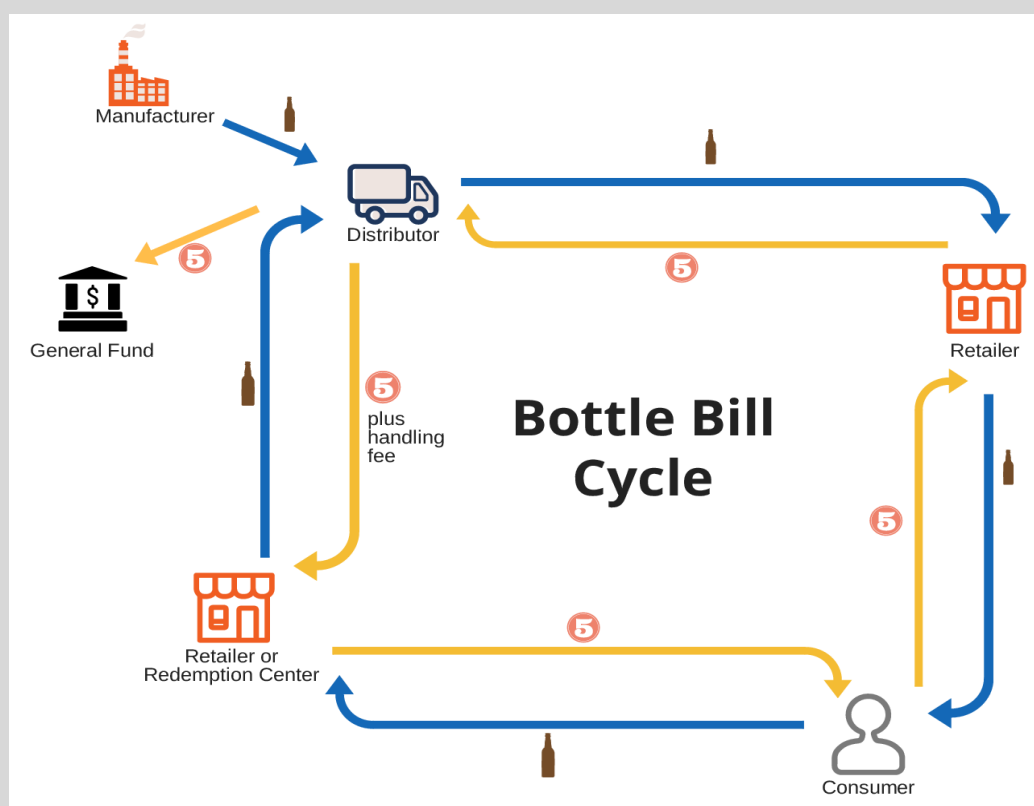 Manufacturer
Distributor
5
5
General Fund
Retailer
5
plus
handling
fee
Bottle Bill
Cycle
5
5
Retailer or
Redemption Center
Consumer
$